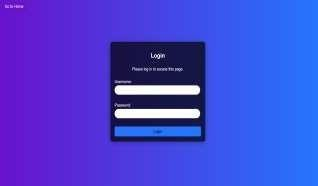 Go to Home
Login
Please log in to access this page.
Username
Password
Login